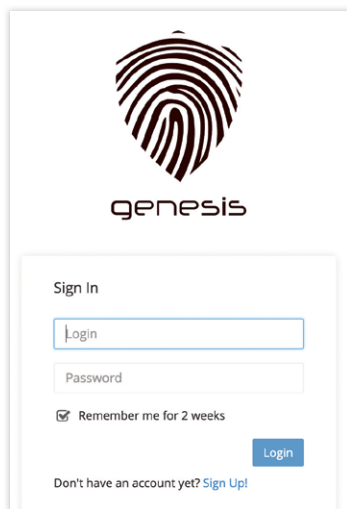 genesis
Sign In
Login
Password
Remember me for 2 weeks
Login
Don't have an account yet? Sign Up!